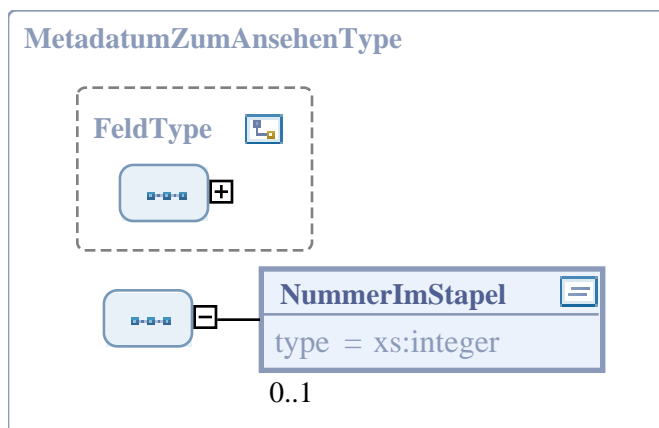 MetadatumZumAnsehenType
FeldType
NummerImStapel
type = xs:integer
0..1